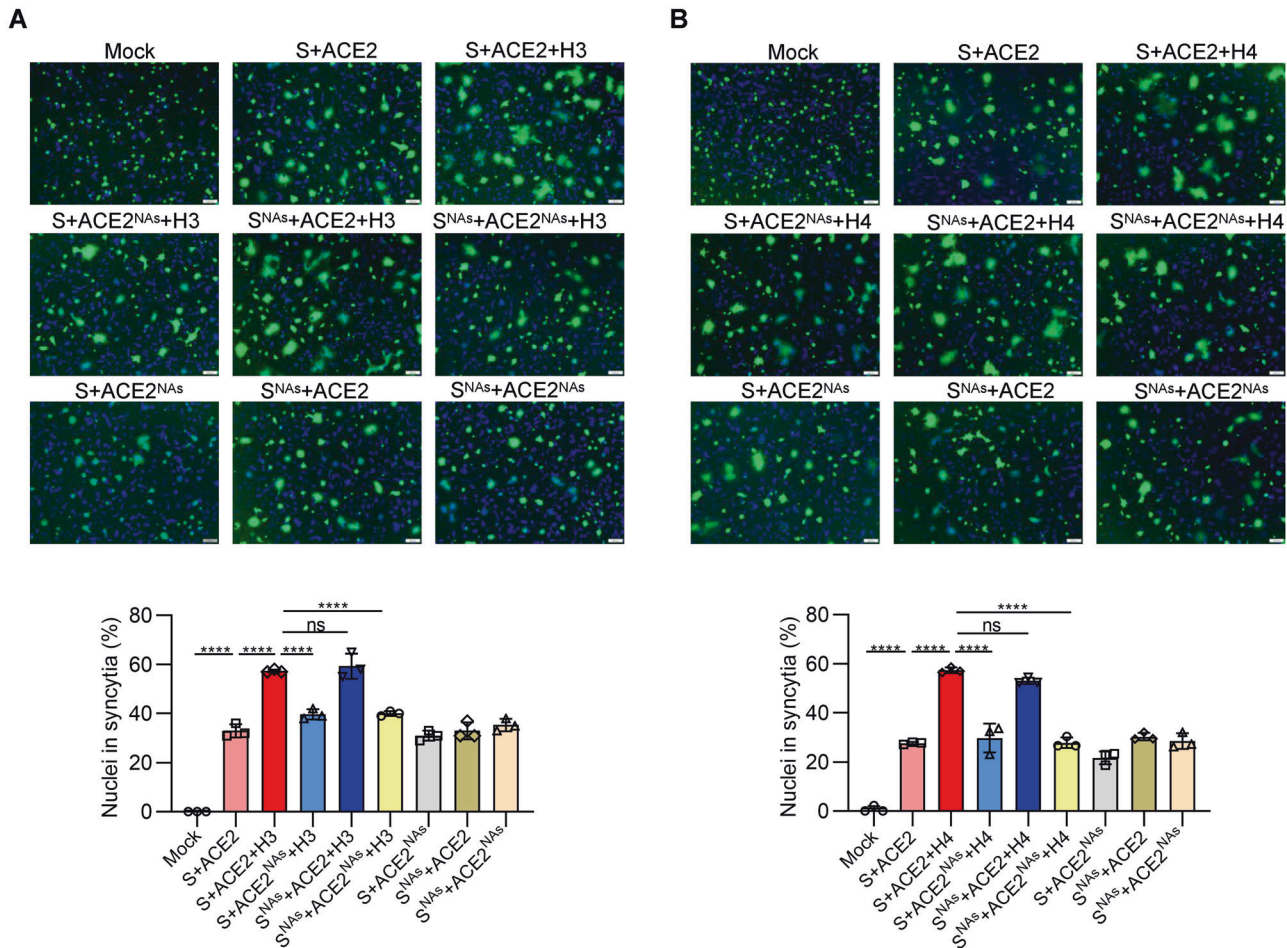 A
Mock
S+ACE2
S+ACE2+H3
S+ACE2NAs+H3
SNAs+ACE2+H3
SNAs+ACE2NAs+H3
S+ACE2NAs
SNAs+ACE2
SNAs+ACE2NAs
Nuclei in syncytia (%)
80
60
40
20
0
****
ns
**** **** ****
Mock
S+ACE2
S+ACE2+H3
S+ACE2NAs+H3
SNAs+ACE2+H3
SNAs+ACE2NAs+H3
S+ACE2NAs
SNAs+ACE2
SNAs+ACE2NAs
B
Mock
S+ACE2
S+ACE2+H4
S+ACE2NAs+H4
SNAs+ACE2+H4
SNAs+ACE2NAs+H4
S+ACE2NAs
SNAs+ACE2
SNAs+ACE2NAs
Nuclei in syncytia (%)
80
60
40
20
0
****
ns
**** **** ****
Mock
S+ACE2
S+ACE2+H4
S+ACE2NAs+H4
SNAs+ACE2+H4
SNAs+ACE2NAs+H4
S+ACE2NAs
SNAs+ACE2
SNAs+ACE2NAs